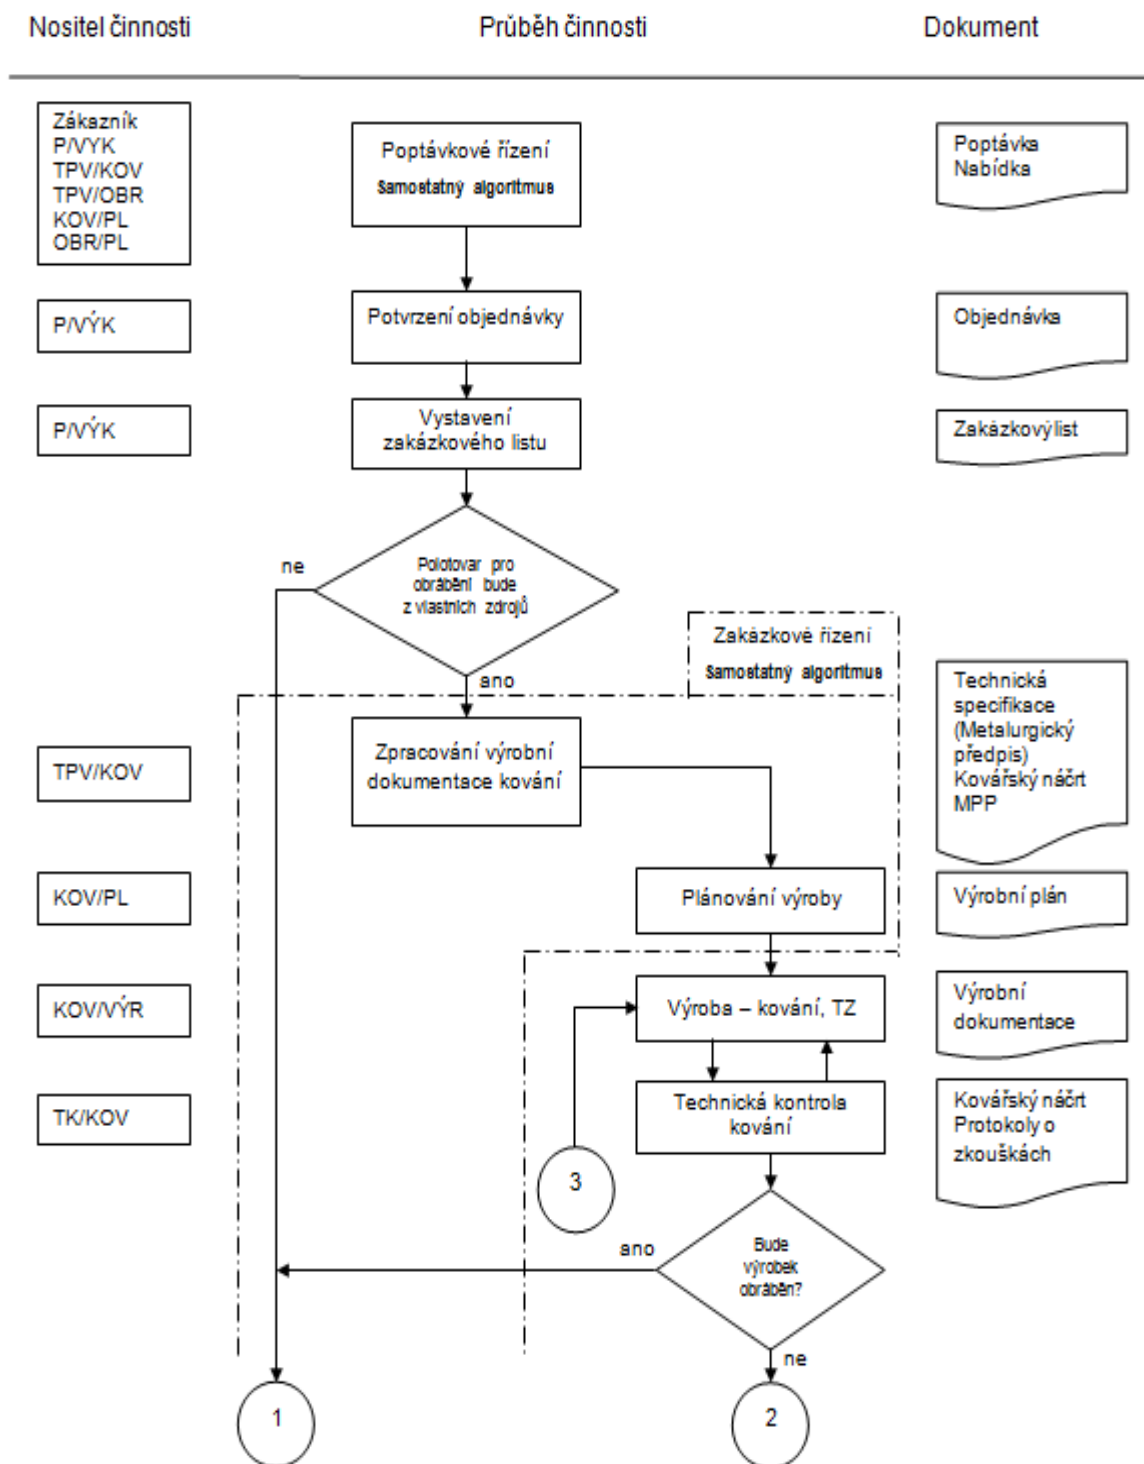 Nositel činnosti
Průběh činnosti
Dokument
Zákazník
P/VYK
TPV/KOV
TPV/OBR
KOV/PL
OBR/PL
Poptávkové řízení
Samostatný algoritmus
Poptávka
Nabídka
P/VÝK
Potvrzení objednávky
Objednávka
P/VÝK
Vystavení
zakázkového listu
Zakázkovýlist
ne
Polotovar pro
obrábění bude
z vlastních zdrojů
ano
Zakázkové řízení
Samostatný algoritmus
TPV/KOV
Zpracování výrobní
dokumentace kování
Technická
specifikace
(Metalurgický
předpis)
Kovářský náčrt
MPP
KOV/PL
Plánování výroby
Výrobní plán
KOV/VÝR
Výroba – kování, TZ
Výrobní
dokumentace
TK/KOV
Technická kontrola
kování
Kovářský náčrt
Protokoly o
zkouškách
3
ano
Bude
výrobek
obráběn?
ne
1
2